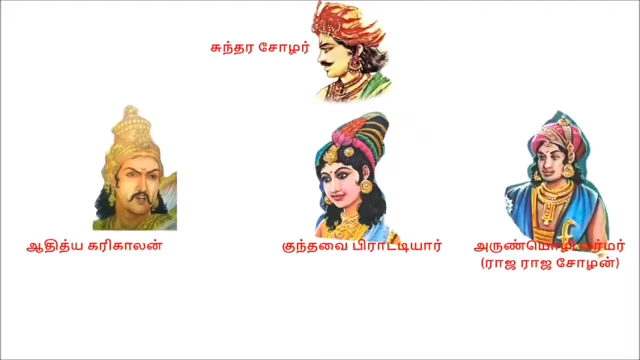 சுந்தர சோழர்
ஆதித்ய கரிகாலன்
குந்தவை பிராட்டியார்
அருண்மொழி வர்மர்
(ராஜ ராஜ சோழன்)